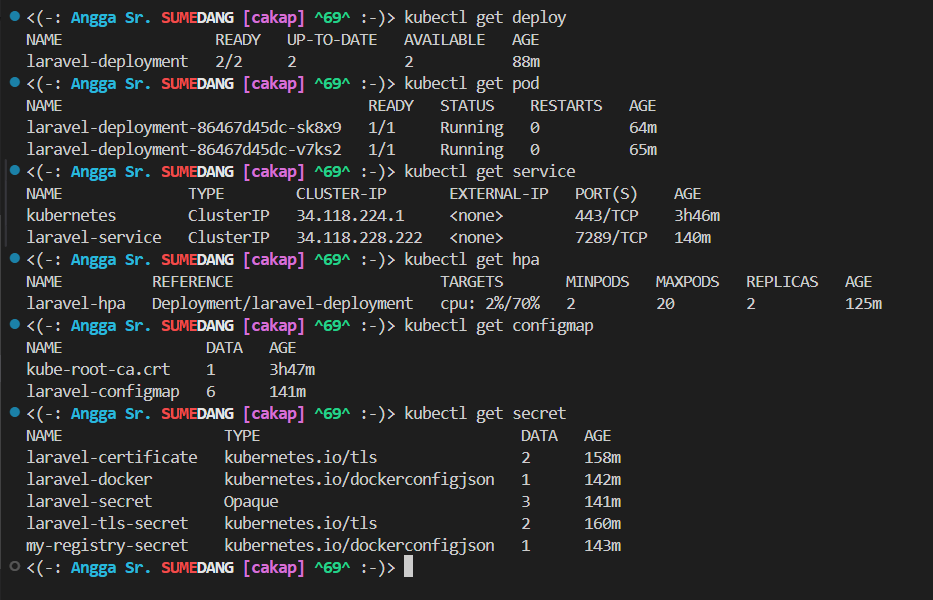 <(-: Angga Sr. SUMEDANG [cakap] ^69^ :-)> kubectl get deploy
NAME READY UP-TO-DATE AVAILABLE AGE
laravel-deployment 2/2 2 2 88m
<(-: Angga Sr. SUMEDANG [cakap] ^69^ :-)> kubectl get pod
NAME READY STATUS RESTARTS AGE
laravel-deployment-86467d45dc-sk8x9 1/1 Running 0 64m
laravel-deployment-86467d45dc-v7ks2 1/1 Running 0 65m
<(-: Angga Sr. SUMEDANG [cakap] ^69^ :-)> kubectl get service
NAME TYPE CLUSTER-IP EXTERNAL-IP PORT(S) AGE
kubernetes ClusterIP 34.118.224.1 <none> 443/TCP 3h46m
laravel-service ClusterIP 34.118.228.222 <none> 7289/TCP 140m
<(-: Angga Sr. SUMEDANG [cakap] ^69^ :-)> kubectl get hpa
NAME REFERENCE TARGETS MINPODS MAXPODS REPLICAS AGE
laravel-hpa Deployment/laravel-deployment cpu: 2%/70% 2 20 2 125m
<(-: Angga Sr. SUMEDANG [cakap] ^69^ :-)> kubectl get configmap
NAME DATA AGE
kube-root-ca.crt 1 3h47m
laravel-configmap 6 141m
<(-: Angga Sr. SUMEDANG [cakap] ^69^ :-)> kubectl get secret
NAME TYPE DATA AGE
laravel-certificate kubernetes.io/tls 2 158m
laravel-docker kubernetes.io/dockerconfigjson 1 142m
laravel-secret Opaque 3 141m
laravel-tls-secret kubernetes.io/tls 2 160m
my-registry-secret kubernetes.io/dockerconfigjson 1 143m
<(-: Angga Sr. SUMEDANG [cakap] ^69^ :-)>